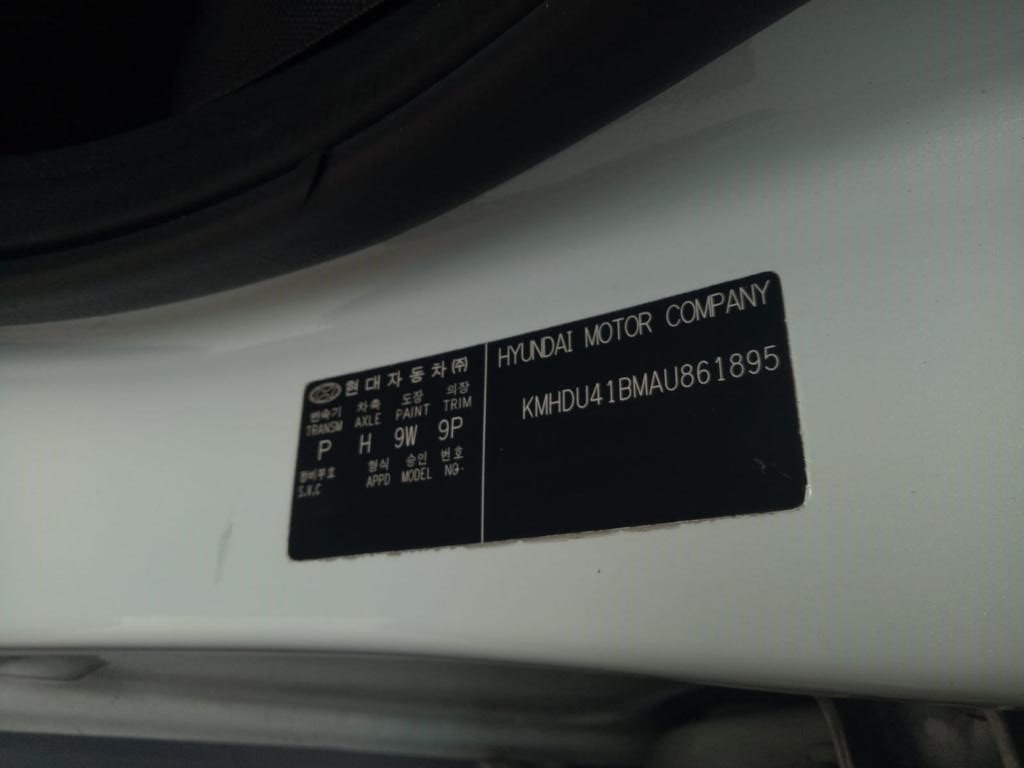 현대자동차㈜
변속기 차축 도장 의장
TRANSM AXLE PAINT TRIM
P H 9W 9P
정비부호 형식 승인 번호
S.V.C APPD MODEL NO.
HYUNDAI MOTOR COMPANY
KMHDU41BMAU861895